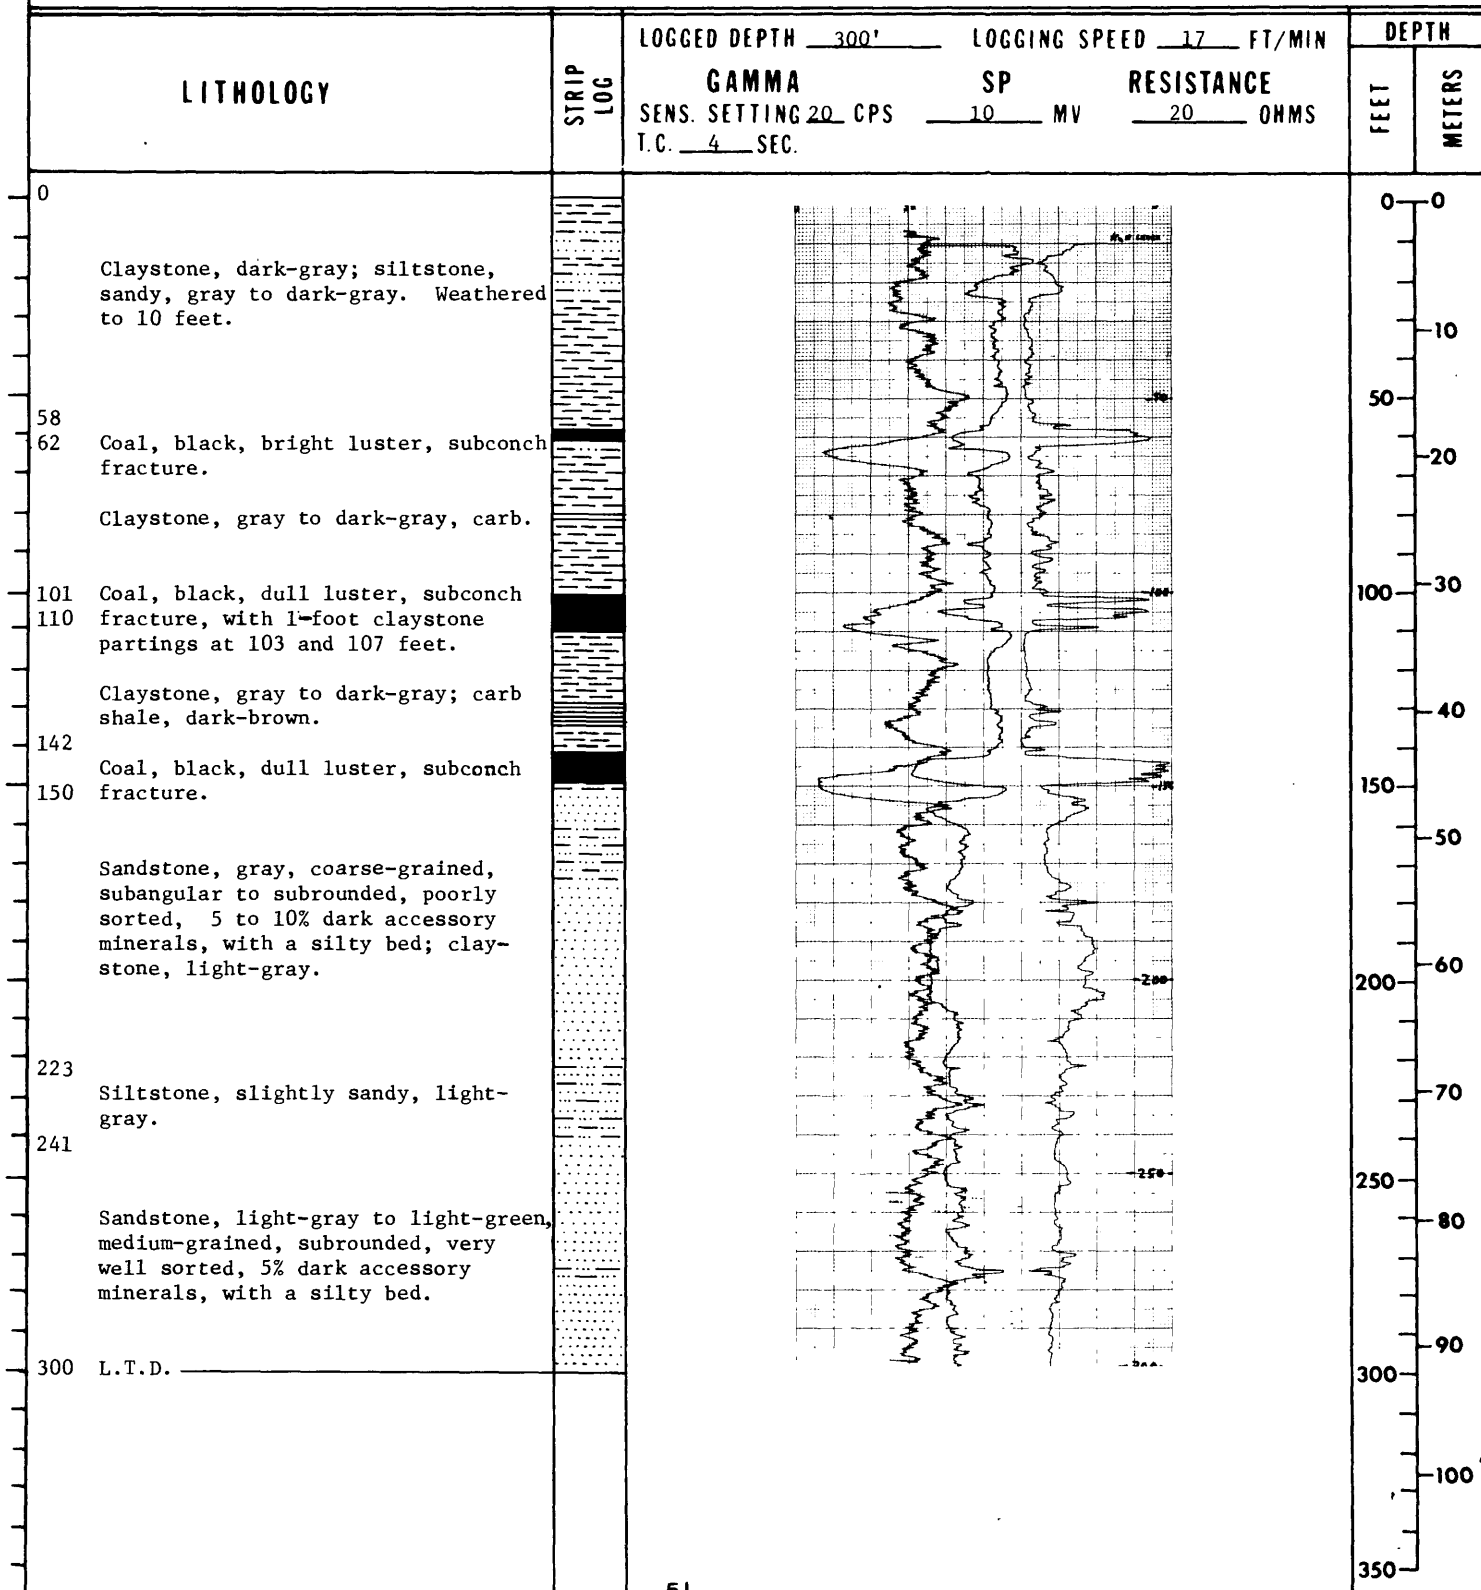 LOGGED DEPTH 300' LOGGING SPEED 17 FT/MIN
DEPTH
LITHOLOGY
STRIP LOG
GAMMA SP RESISTANCE
SENS. SETTING 20 CPS 10 MV 20 OHMS
T.C. 4 SEC.
FEET
METERS
0
Claystone, dark-gray; siltstone,
sandy, gray to dark-gray. Weathered
to 10 feet.
58
62 Coal, black, bright luster, subconch
fracture.
Claystone, gray to dark-gray, carb.
101 Coal, black, dull luster, subconch
110 fracture, with 1-foot claystone
partings at 103 and 107 feet.
Claystone, gray to dark-gray; carb
shale, dark-brown.
142
Coal, black, dull luster, subconch
150 fracture.
Sandstone, gray, coarse-grained,
subangular to subrounded, poorly
sorted, 5 to 10% dark accessory
minerals, with a silty bed; clay-
stone, light-gray.
223
Siltstone, slightly sandy, light-
gray.
241
Sandstone, light-gray to light-green,
medium-grained, subrounded, very
well sorted, 5% dark accessory
minerals, with a silty bed.
300 L.T.D.
50
100
150
200
250
300
0
50
100
150
200
250
300
350
0
10
20
30
40
50
60
70
80
90
100
51